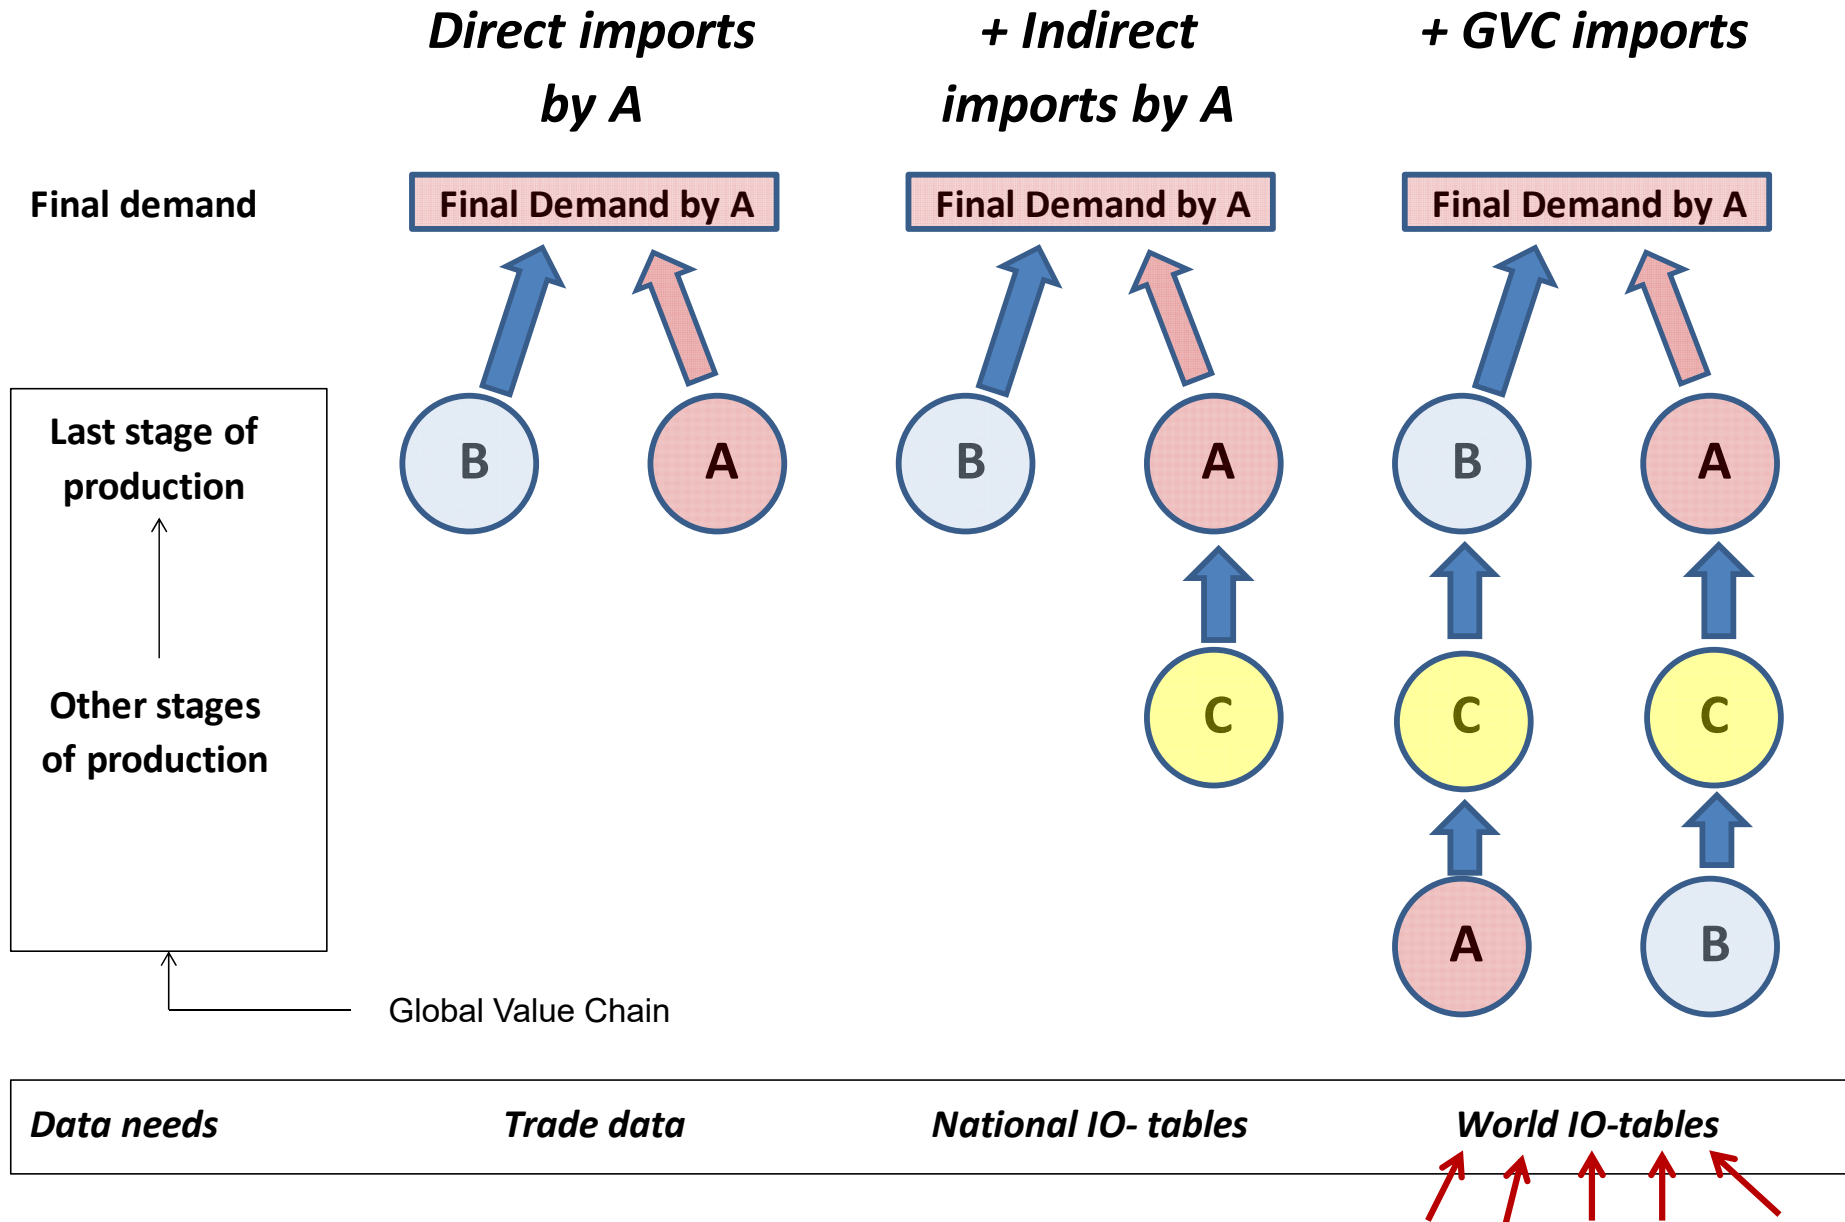 Direct imports
by A
+ Indirect
imports by A
+ GVC imports
Final demand
Final Demand by A
Final Demand by A
Final Demand by A
Last stage of
production
B
A
B
A
B
A
Other stages
of production
C
C
C
A
B
Global Value Chain
Data needs
Trade data
National IO- tables
World IO-tables